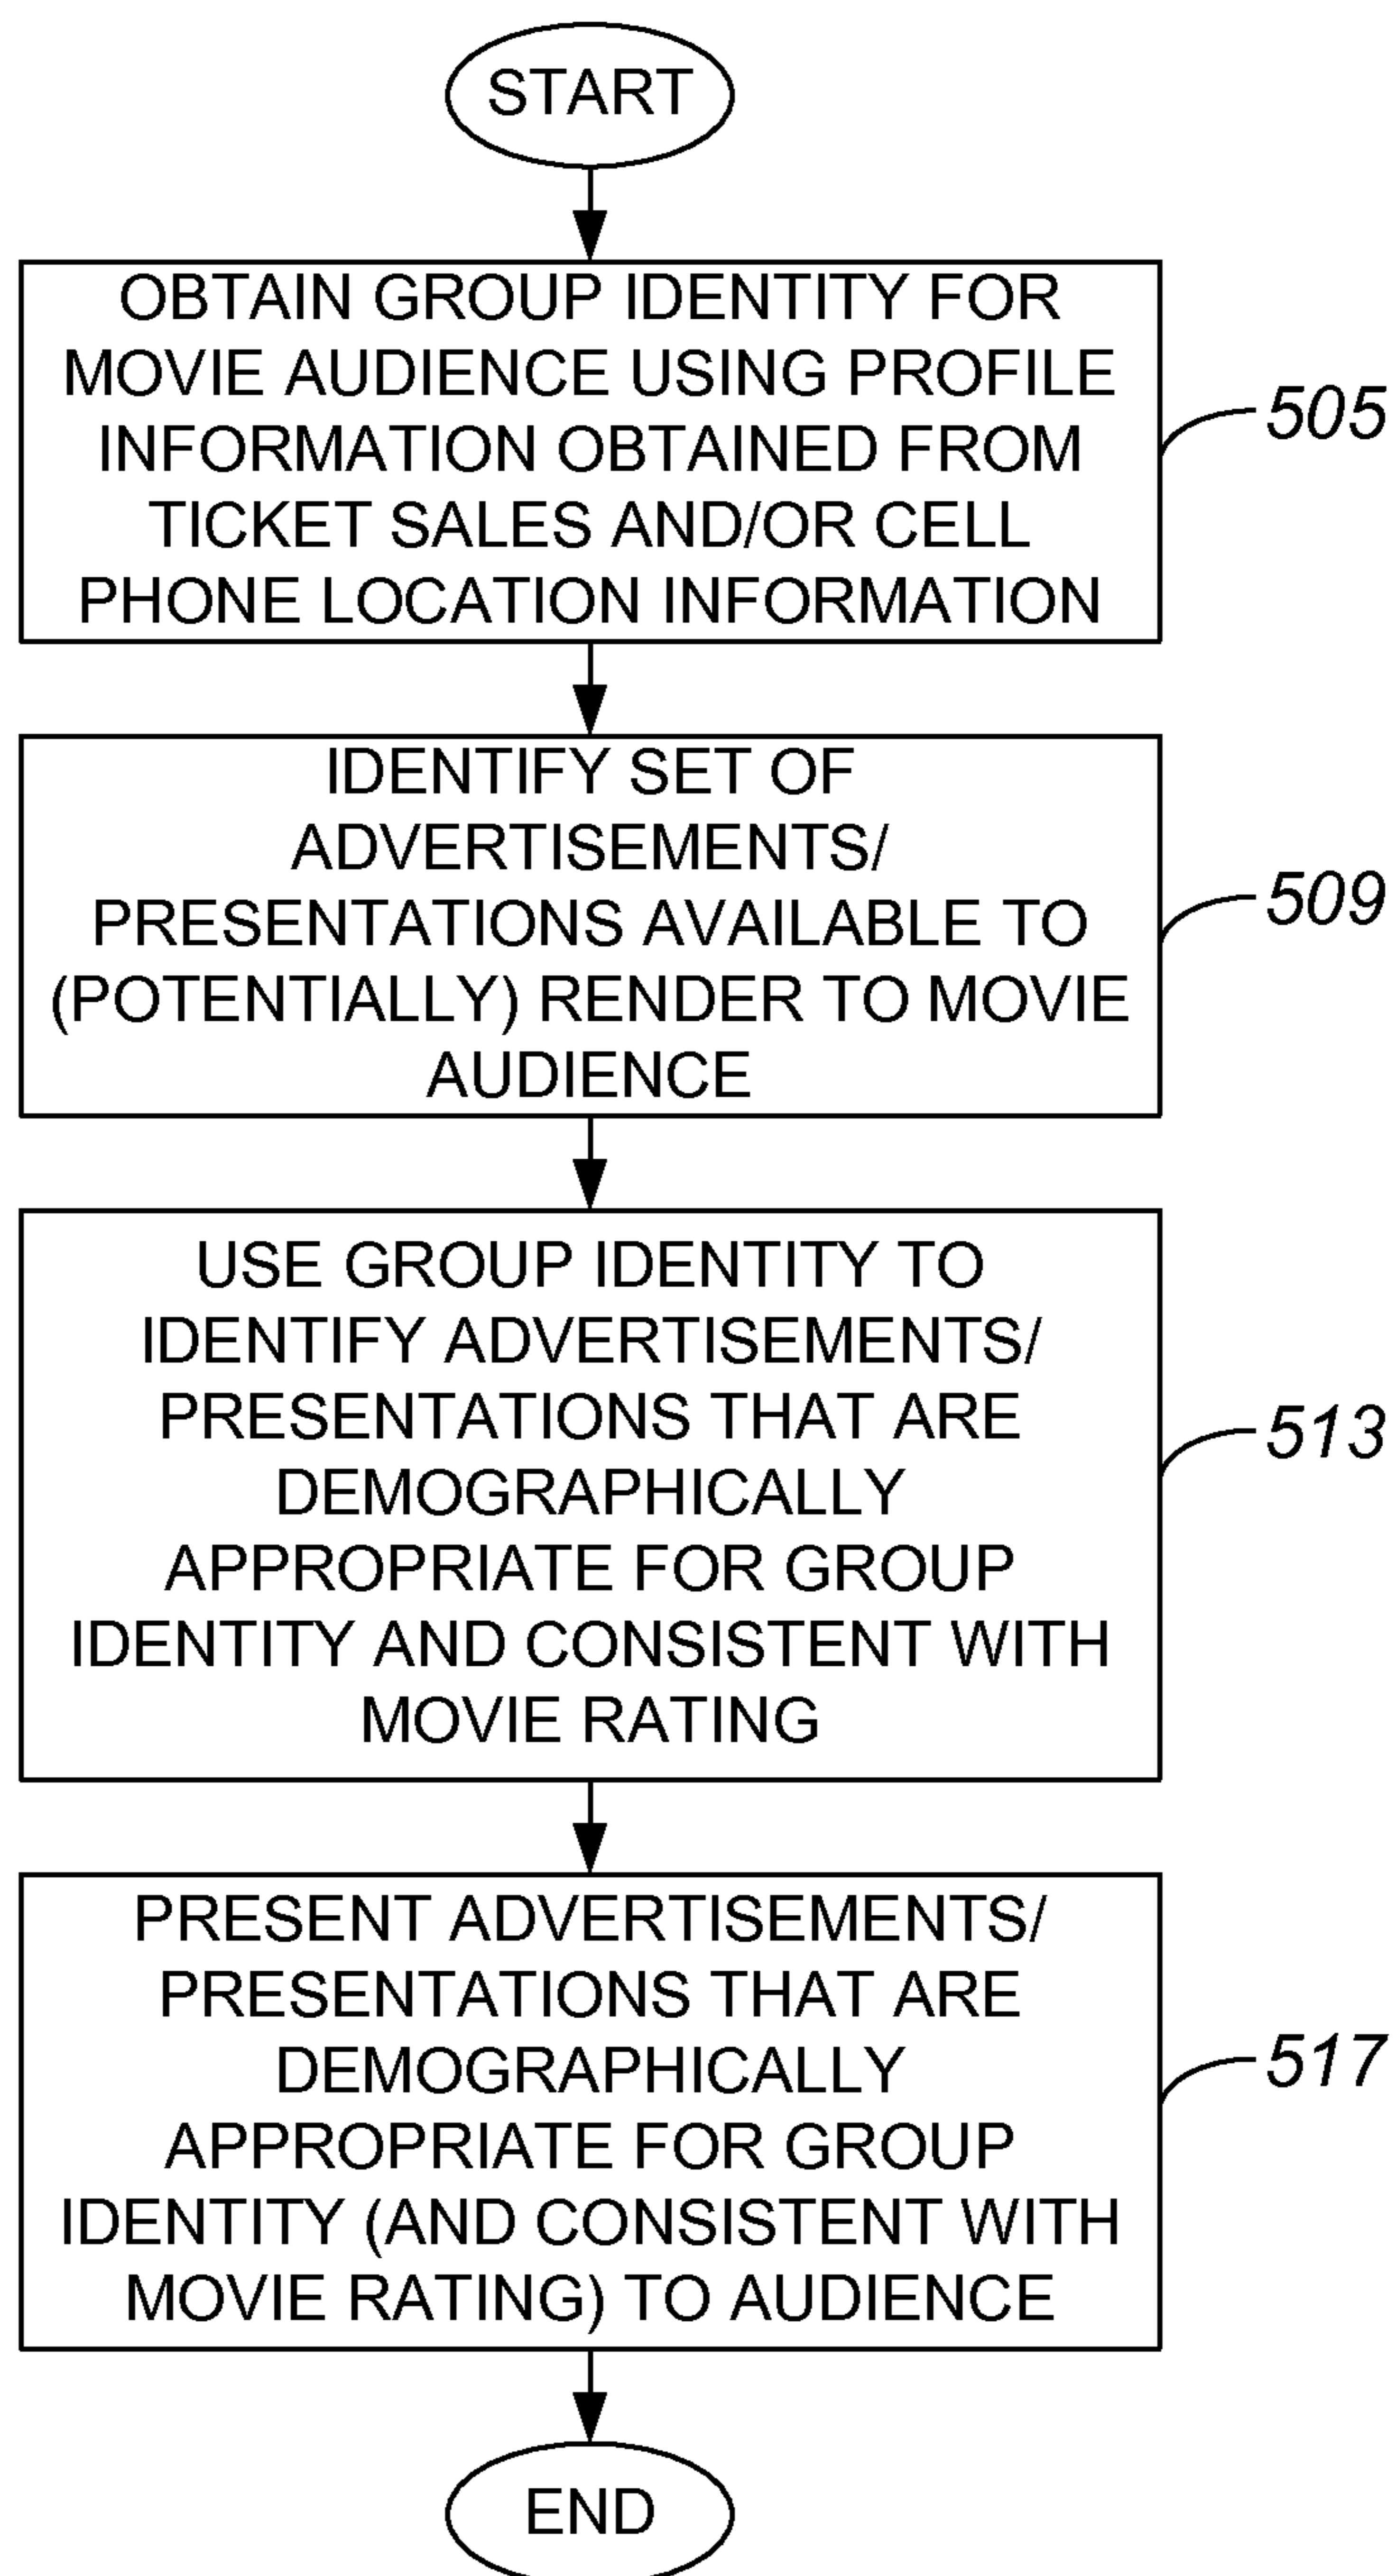 START
OBTAIN GROUP IDENTITY FOR
MOVIE AUDIENCE USING PROFILE
INFORMATION OBTAINED FROM
TICKET SALES AND/OR CELL
PHONE LOCATION INFORMATION
505
IDENTIFY SET OF
ADVERTISEMENTS/
PRESENTATIONS AVAILABLE TO
(POTENTIALLY) RENDER TO MOVIE
AUDIENCE
509
USE GROUP IDENTITY TO
IDENTIFY ADVERTISEMENTS/
PRESENTATIONS THAT ARE
DEMOGRAPHICALLY
APPROPRIATE FOR GROUP
IDENTITY AND CONSISTENT WITH
MOVIE RATING
513
PRESENT ADVERTISEMENTS/
PRESENTATIONS THAT ARE
DEMOGRAPHICALLY
APPROPRIATE FOR GROUP
IDENTITY (AND CONSISTENT WITH
MOVIE RATING) TO AUDIENCE
517
END